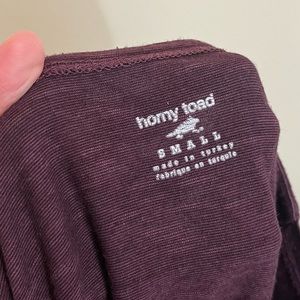 horny toad
SMALL
made in turkey
fabriqué en turquie